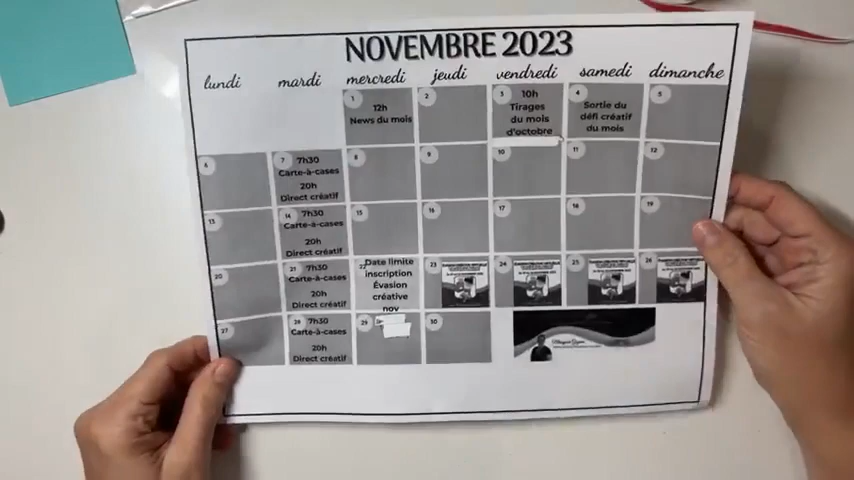 NOVEMBRE 2023
lundi mardi mercredi jeudi vendredi samedi dimanche
1 2 3 4 5
12h
News du mois
10h
Tirages
du mois
d'octobre
Sortie du
défi créatif
du mois
6 7 8 9 10 11 12
7h30
Carte-à-cases
20h
Direct créatif
13 14 15 16 17 18 19
7h30
Carte-à-cases
20h
Direct créatif
20 21 22 23 24 25 26
7h30
Carte-à-cases
20h
Direct créatif
Date limite
inscription
Évasion
créative
nov
27 28 29 30
7h30
Carte-à-cases
20h
Direct créatif